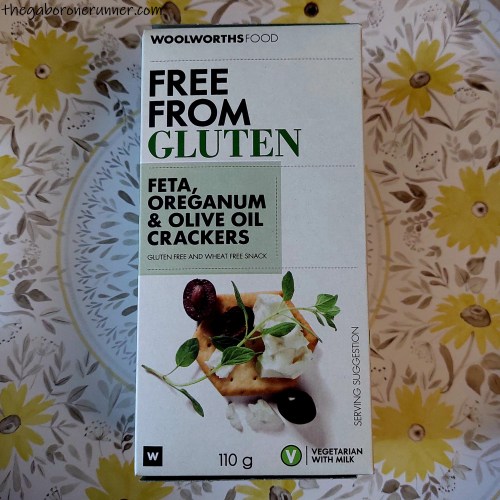 thegaboronerunner.com
WOOLWORTHSFOOD
FREE
FROM
GLUTEN
FETA,
OREGANUM
& OLIVE OIL
CRACKERS
GLUTEN FREE AND WHEAT FREE SNACK
SERVING SUGGESTION
W
110 g
V
VEGETARIAN
WITH MILK